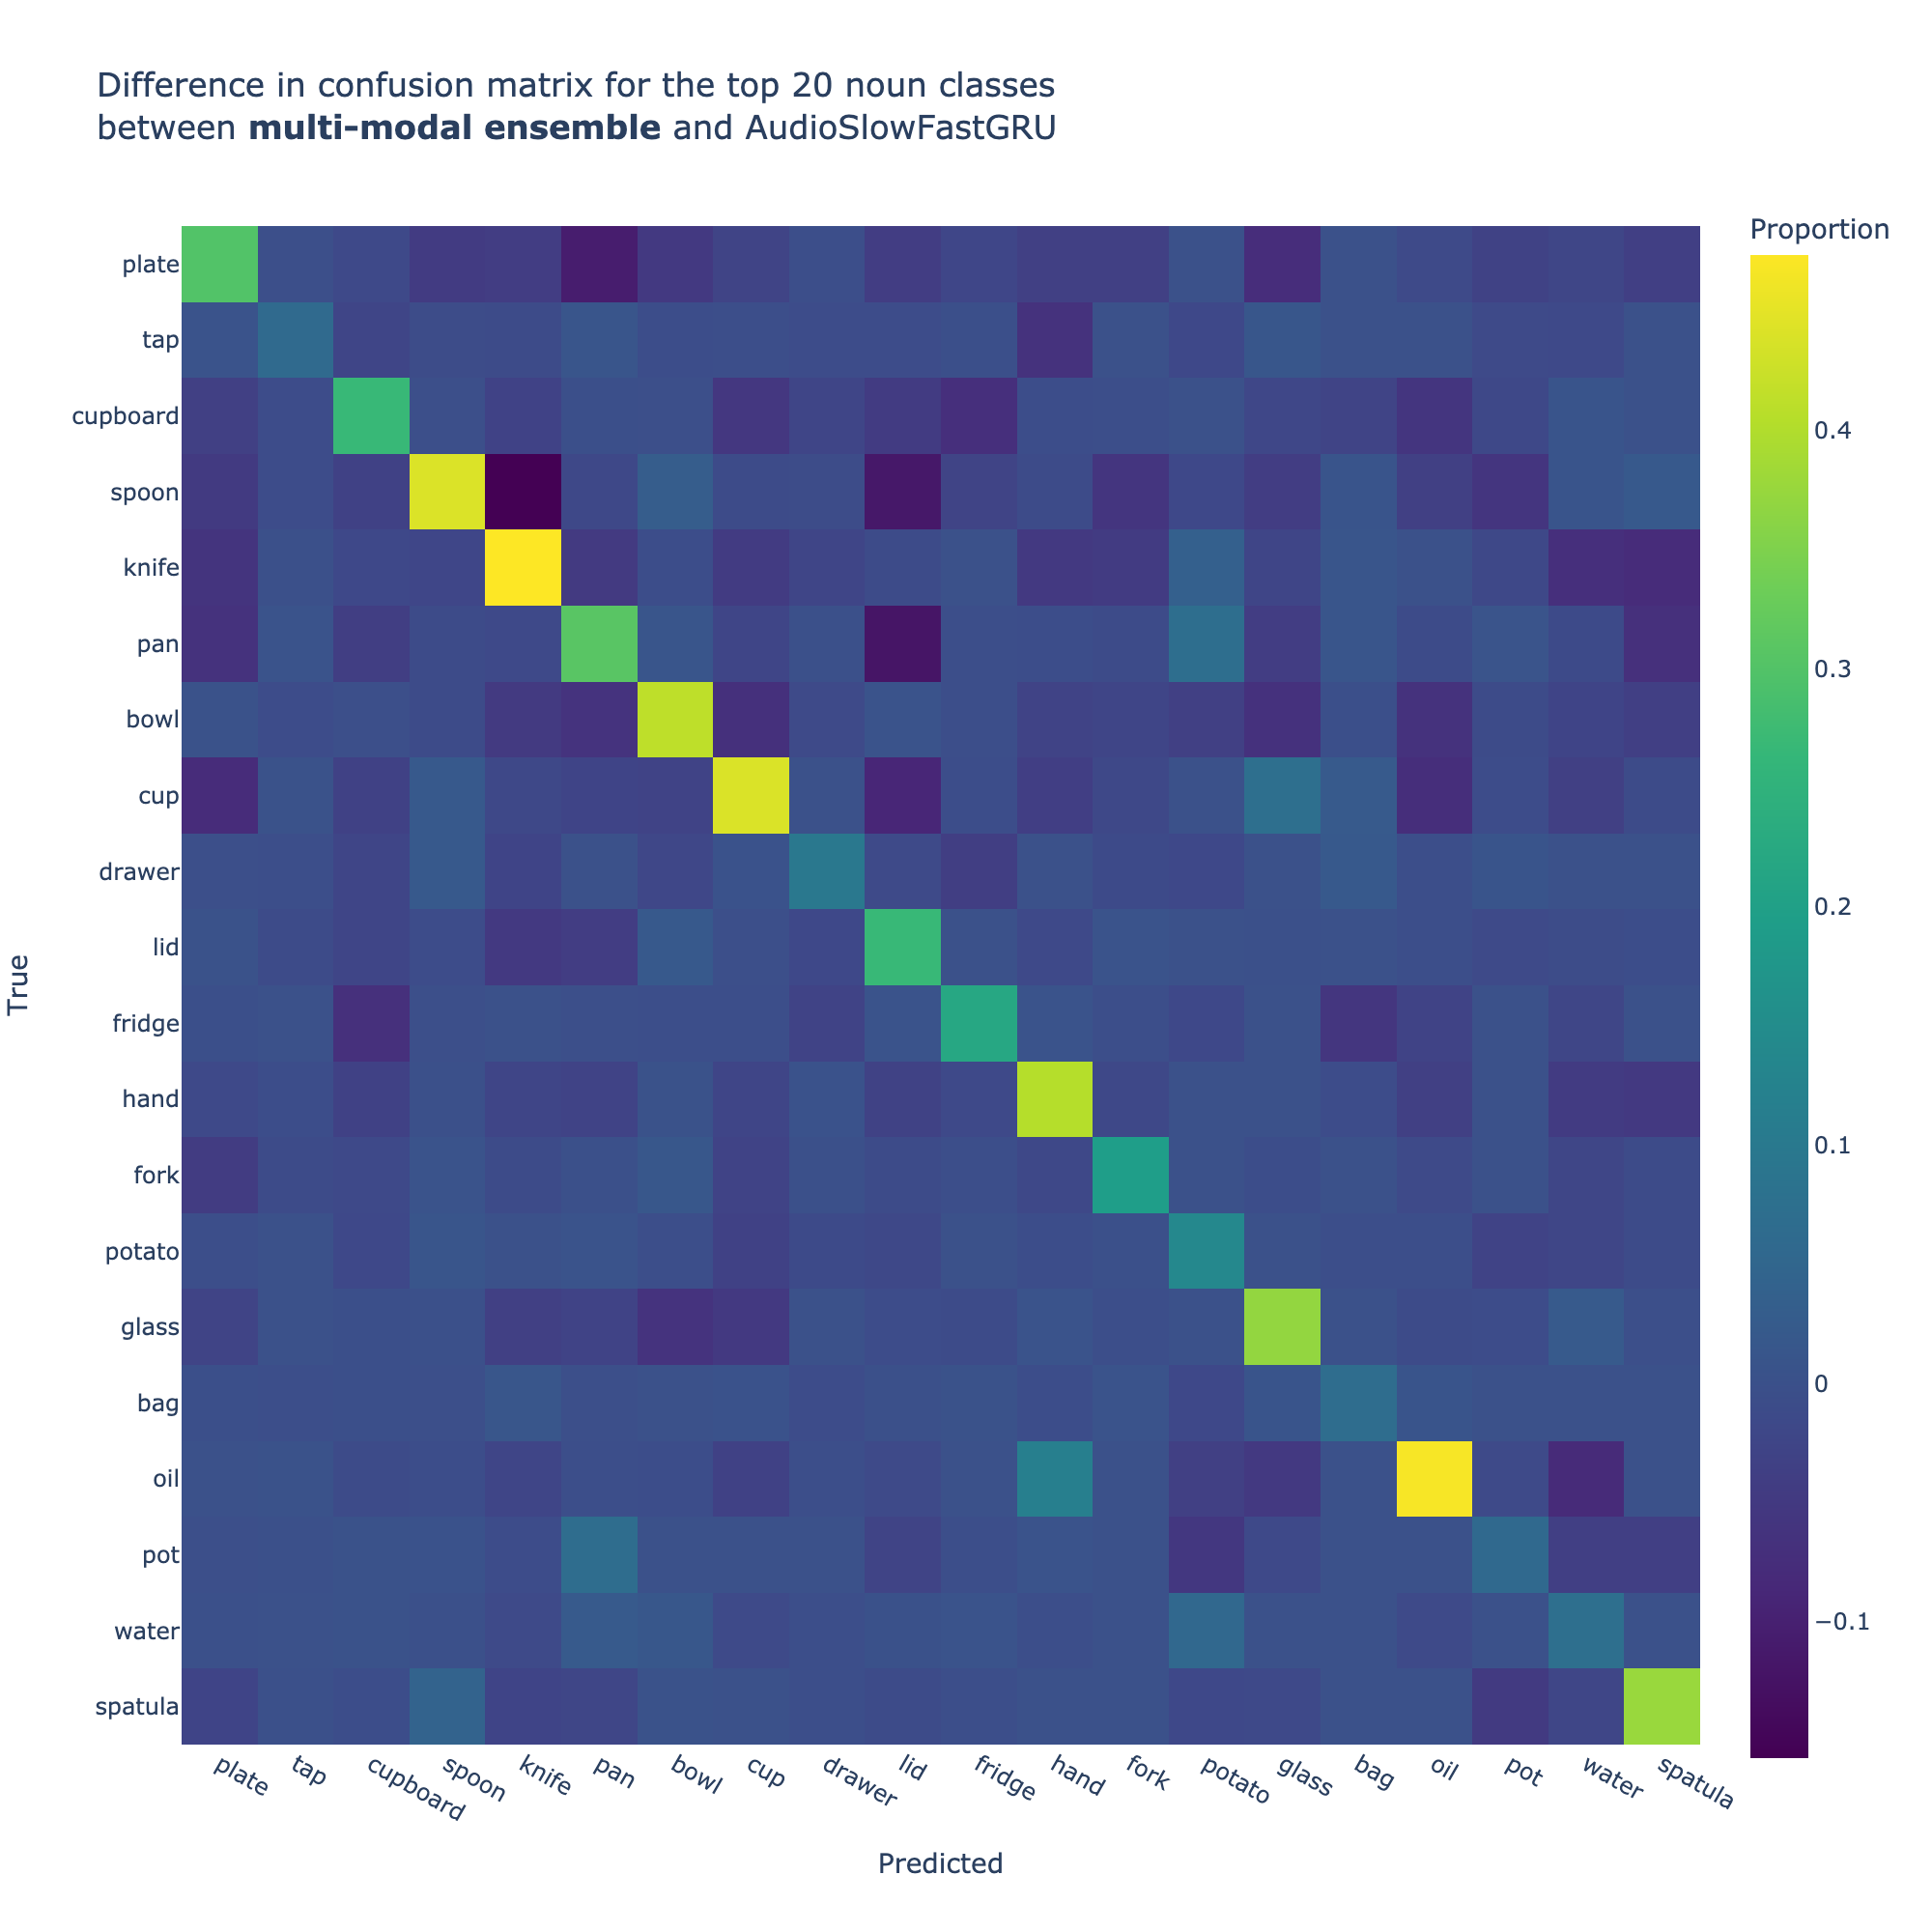 Difference in confusion matrix for the top 20 noun classes
between multi-modal ensemble and AudioSlowFastGRU
Proportion
plate
tap
cupboard
spoon
knife
pan
bowl
cup
drawer
lid
fridge
hand
fork
potato
glass
bag
oil
pot
water
spatula
True
0.4
0.3
0.2
0.1
0
−0.1
plate
tap
cupboard
spoon
knife
pan
bowl
cup
drawer
lid
fridge
hand
fork
potato
glass
bag
oil
pot
water
spatula
Predicted